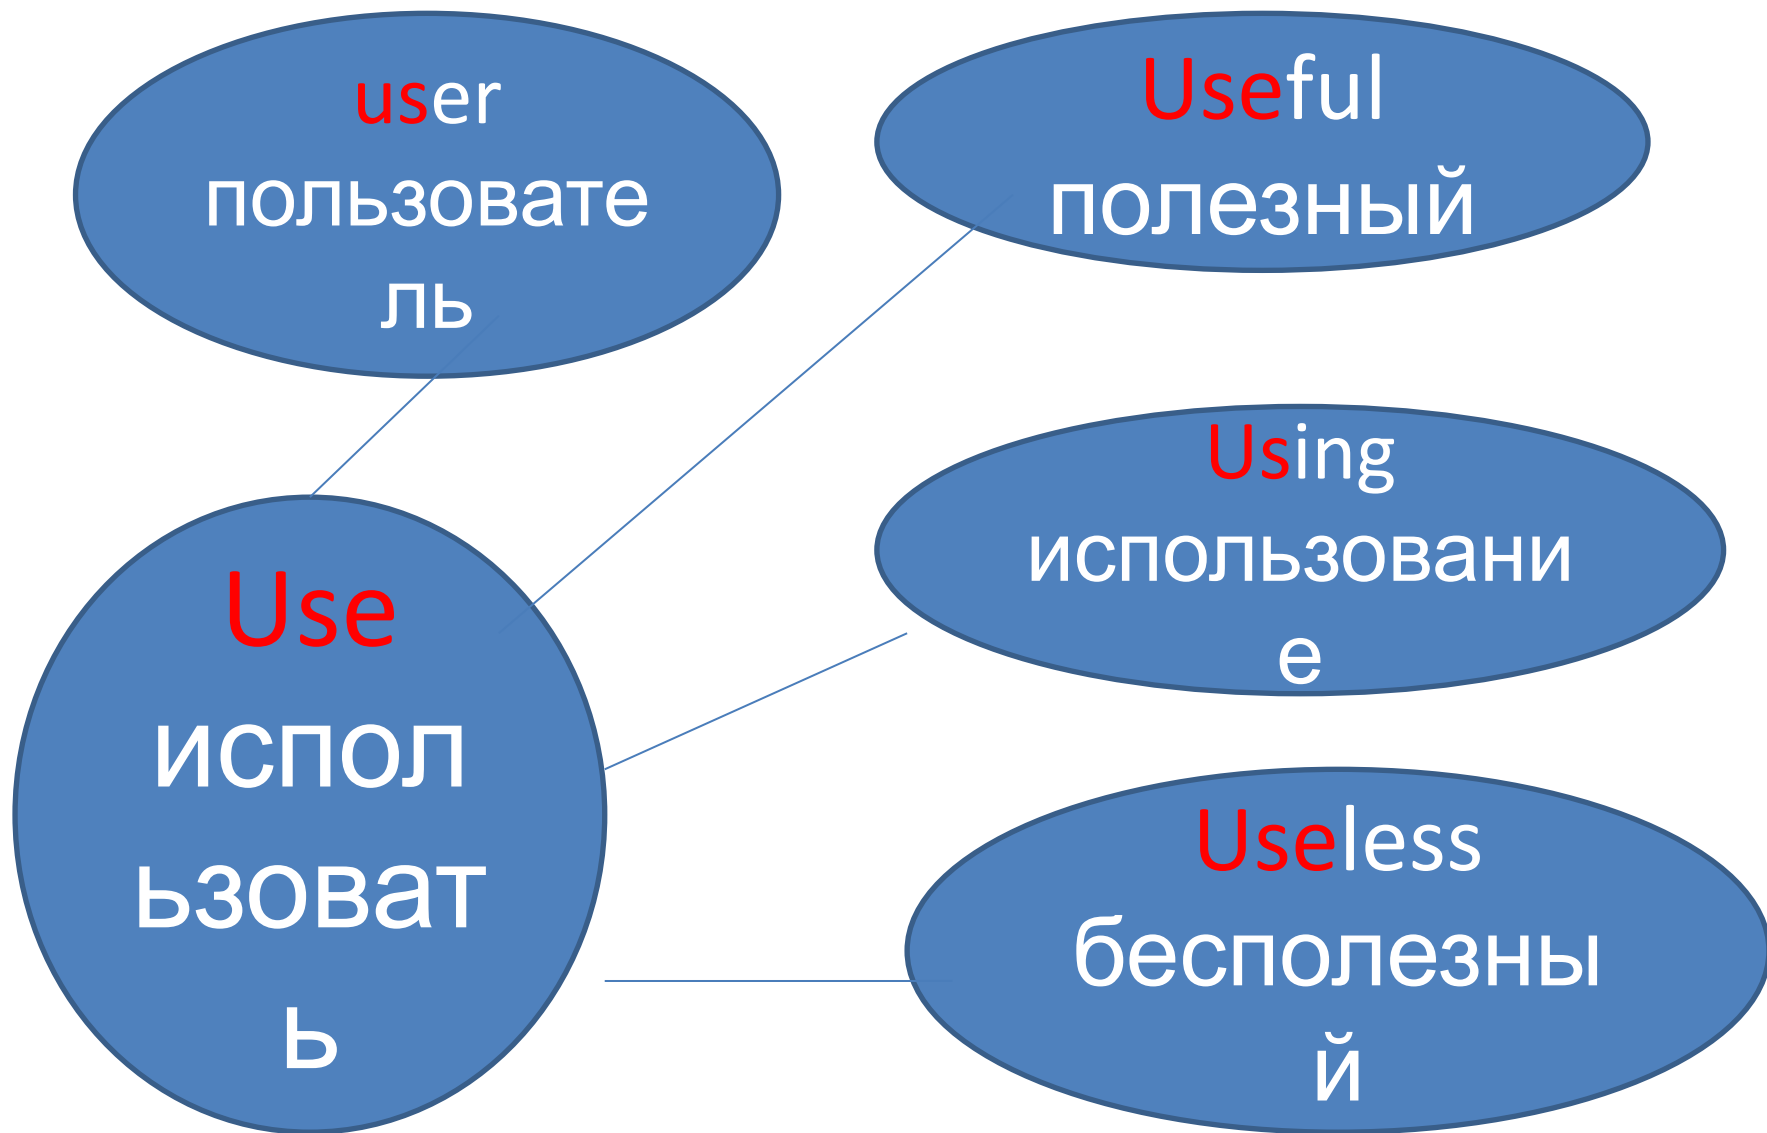 user
пользовате
ль
Useful
полезный
Using
использовани
е
Use
испол
ьзоват
ь
Useless
бесполезны
й